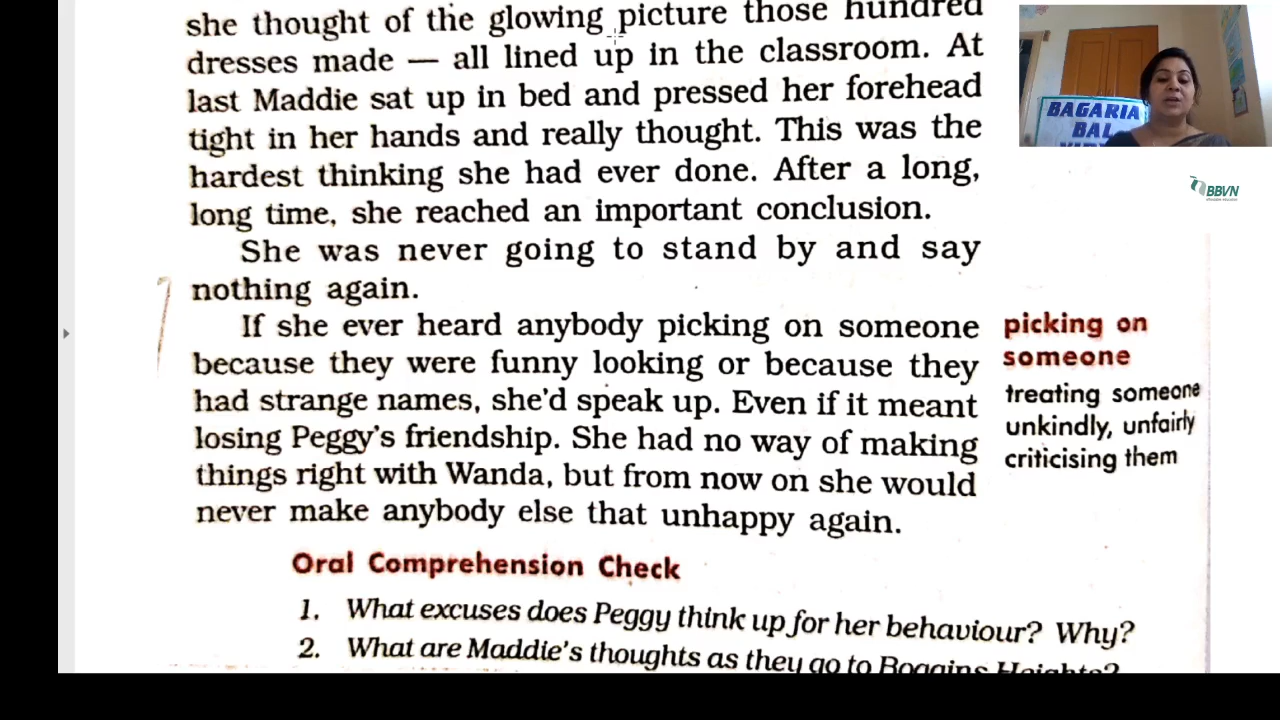 she thought of the glowing picture those hundred
dresses made — all lined up in the classroom. At
last Maddie sat up in bed and pressed her forehead
tight in her hands and really thought. This was the
hardest thinking she had ever done. After a long,
long time, she reached an important conclusion.
She was never going to stand by and say
nothing again.
If she ever heard anybody picking on someone
because they were funny looking or because they
had strange names, she'd speak up. Even if it meant
losing Peggy's friendship. She had no way of making
things right with Wanda, but from now on she would
never make anybody else that unhappy again.
picking on
someone
treating someone
unkindly, unfairly
criticising them
Oral Comprehension Check
1. What excuses does Peggy think up for her behaviour? Why?
2. What are Maddie's thoughts as they go to Boggins Heights?
BAGARIA
BAL
BBVN